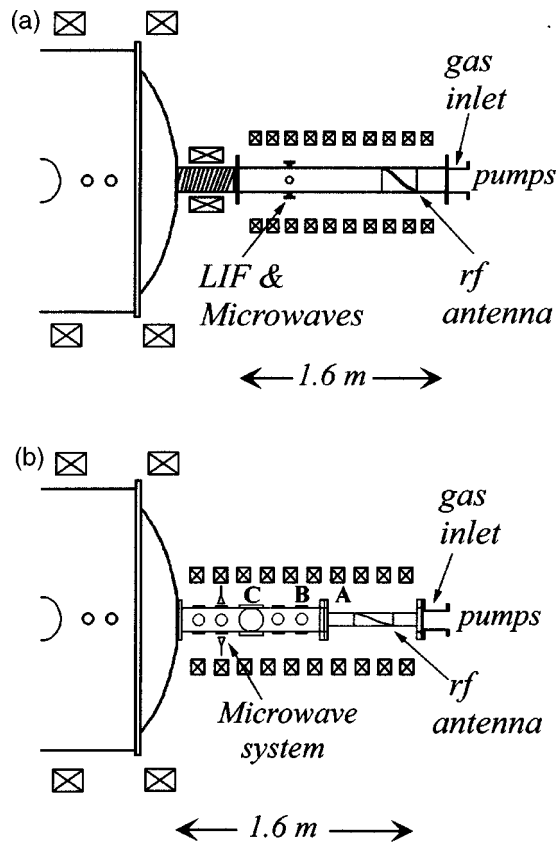 (a)
gas
inlet
pumps
LIF &
Microwaves
rf
antenna
1.6 m
(b)
gas
inlet
C B A
pumps
Microwave
system
rf
antenna
1.6 m